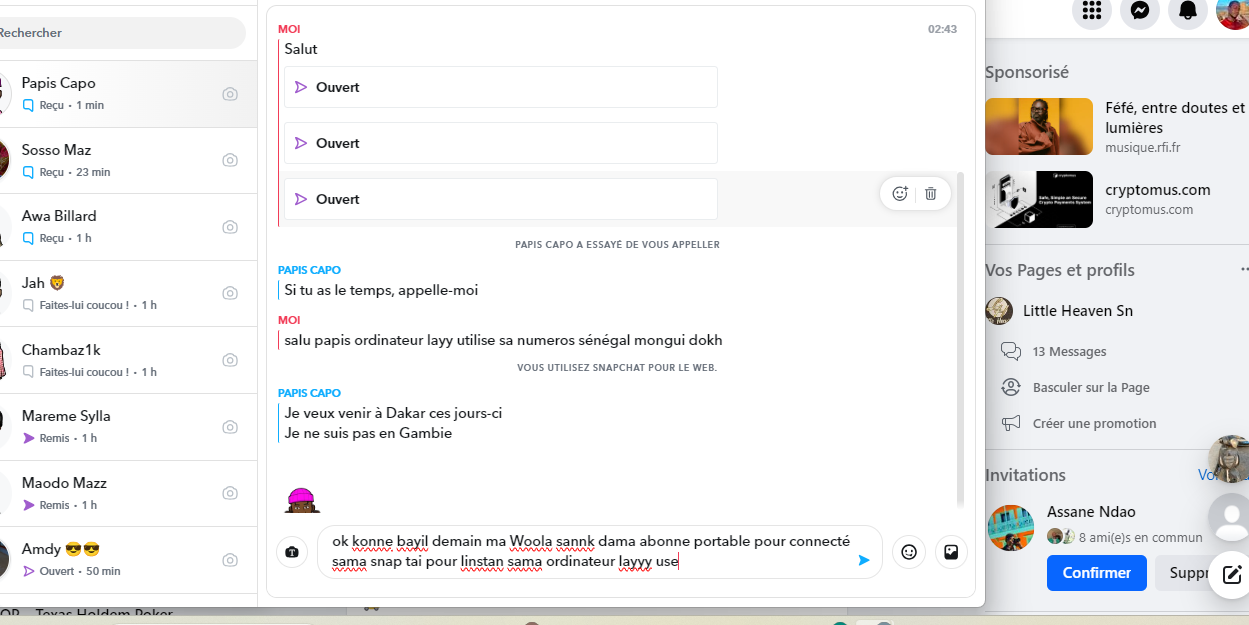 Rechercher
Papis Capo
Reçu · 1 min
Sosso Maz
Reçu · 23 min
Awa Billard
Reçu · 1 h
Jah 🦁
Faites-lui coucou ! · 1 h
Chambaz1k
Faites-lui coucou ! · 1 h
Mareme Sylla
Remis · 1 h
Maodo Mazz
Remis · 1 h
Amdy 😎😎
Ouvert · 50 min
MOI
02:43
Salut
Ouvert
Ouvert
Ouvert
PAPIS CAPO A ESSAYÉ DE VOUS APPELLER
PAPIS CAPO
Si tu as le temps, appelle-moi
MOI
salu papis ordinateur layy utilise sa numeros sénégal mongui dokh
VOUS UTILISEZ SNAPCHAT POUR LE WEB.
PAPIS CAPO
Je veux venir à Dakar ces jours-ci
Je ne suis pas en Gambie
ok konne bayil demain ma Woola sannk dama abonne portable pour connecté
sama snap tai pour linstan sama ordinateur layyy use
Sponsorisé
Féfé, entre doutes et
lumières
musique.rfi.fr
cryptomus
Safe, Simple en Secure
Crypto Payments System
cryptomus.com
cryptomus.com
Vos Pages et profils
Little Heaven Sn
13 Messages
Basculer sur la Page
Créer une promotion
Invitations
Assane Ndao
8 ami(e)s en commun
Confirmer
Texas Holdem Poker